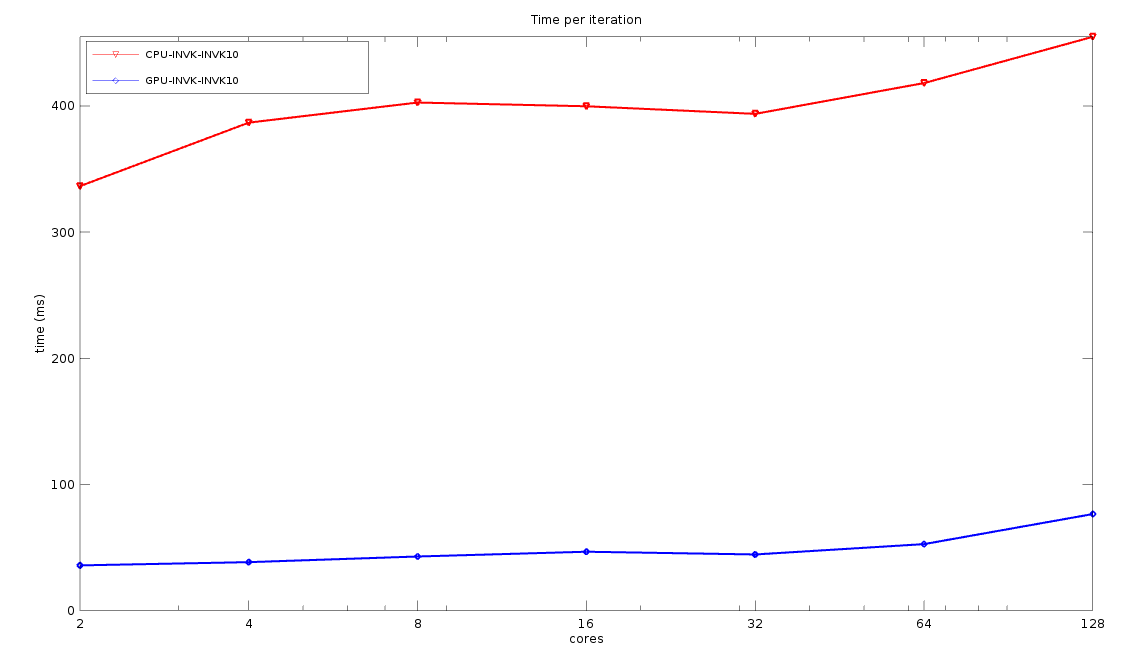 Time per iteration
CPU-INVK-INVK10
GPU-INVK-INVK10
400
300
200
100
0
time (ms)
2 4 8 16 32 64 128
cores